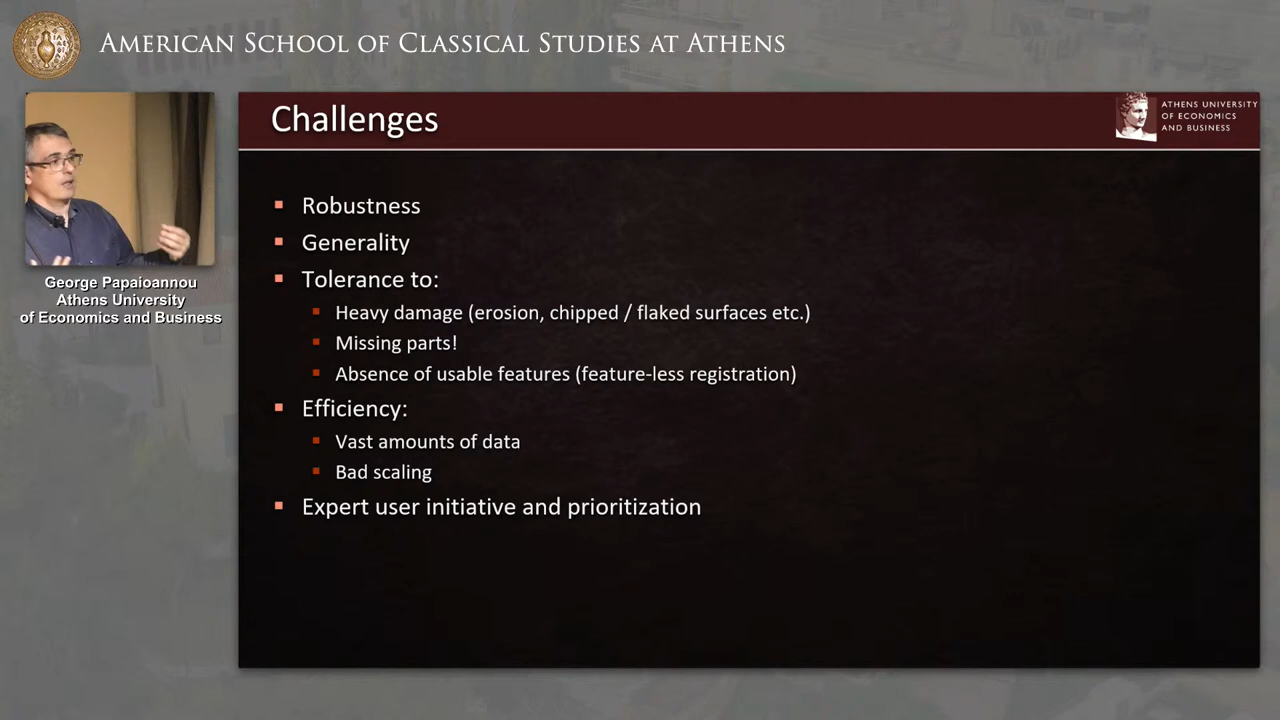 AMERICAN SCHOOL OF CLASSICAL STUDIES AT ATHENS
Challenges
ATHENS UNIVERSITY
OF ECONOMICS
AND BUSINESS
George Papaioannou
Athens University
of Economics and Business
Robustness
Generality
Tolerance to:
Heavy damage (erosion, chipped / flaked surfaces etc.)
Missing parts!
Absence of usable features (feature-less registration)
Efficiency:
Vast amounts of data
Bad scaling
Expert user initiative and prioritization